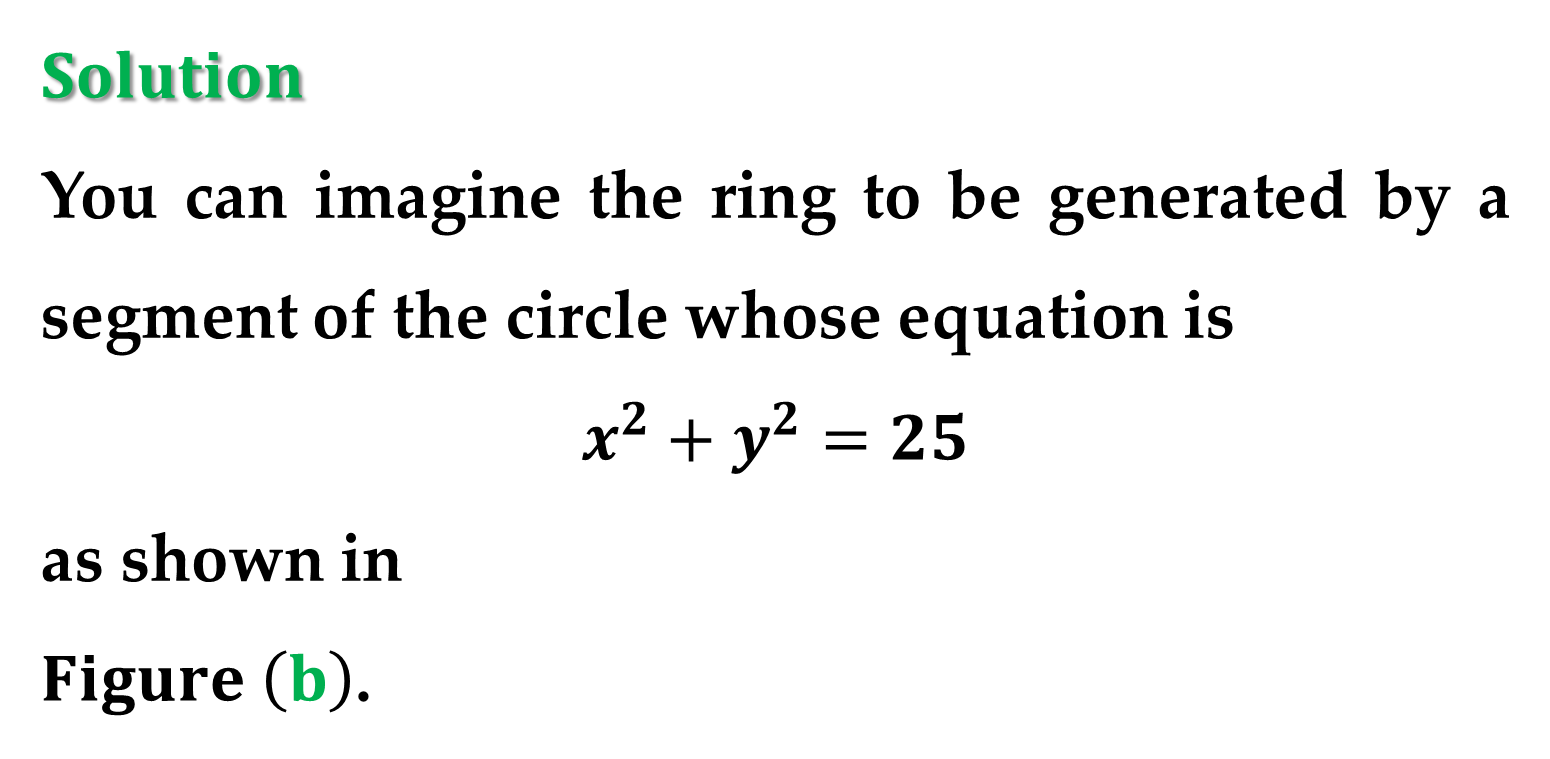 Solution
You can imagine the ring to be generated by a
segment of the circle whose equation is
x² + y² = 25
as shown in
Figure (b).